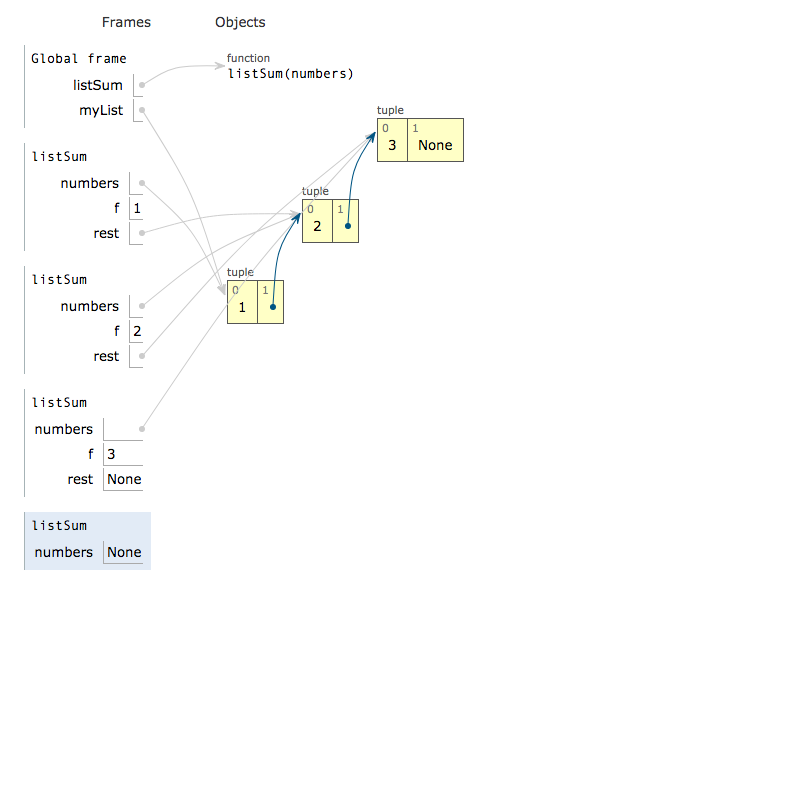 Frames Objects
Global frame
listSum
myList
function
listSum(numbers)
listSum
numbers
f 1
rest
listSum
numbers
f 2
rest
listSum
numbers
f 3
rest None
listSum
numbers None
tuple
0 1
3 None
tuple
0 1
2
tuple
0 1
1